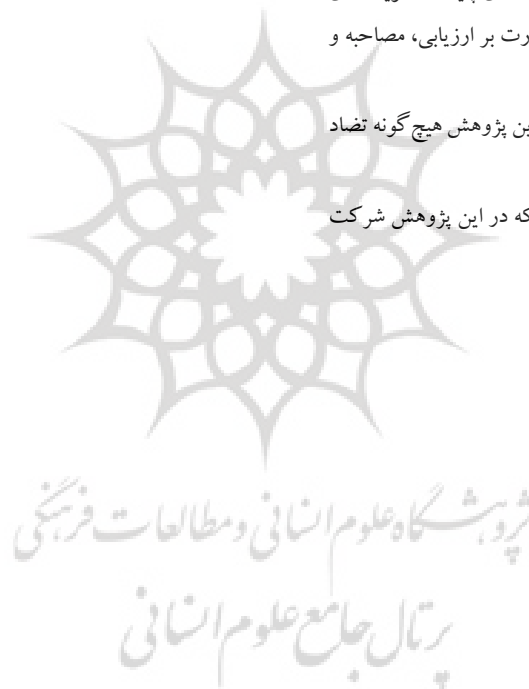 رت بر ارزیابی، مصاحبه و
ین پژوهش هیچ‌گونه تضاد
که در این پژوهش شرکت
پژوهشگاه علوم انسانی و مطالعات فرهنگی
پرتال جامع علوم انسانی